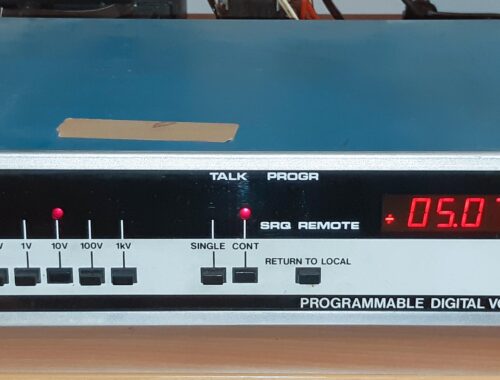 TALK PROGR
SRQ REMOTE
05.0
1V 10V 100V 1kV SINGLE CONT
RETURN TO LOCAL
PROGRAMMABLE DIGITAL